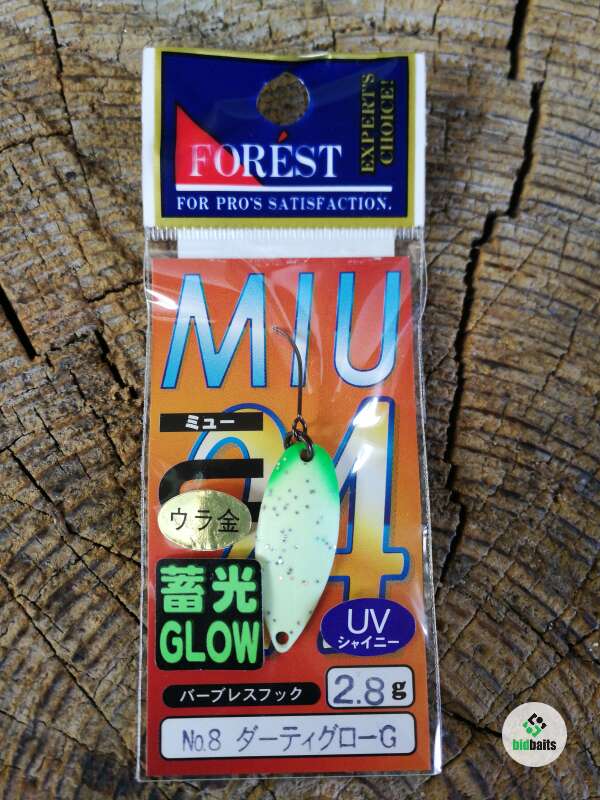 FORÉST
EXPERT'S
CHOICE!
FOR PRO'S SATISFACTION.
MIU
ミュー
24
ウラ金
蓄光
GLOW
UV
シャイニー
バーブレスフック
2.8g
No.8 ダーティグローG
bidbaits